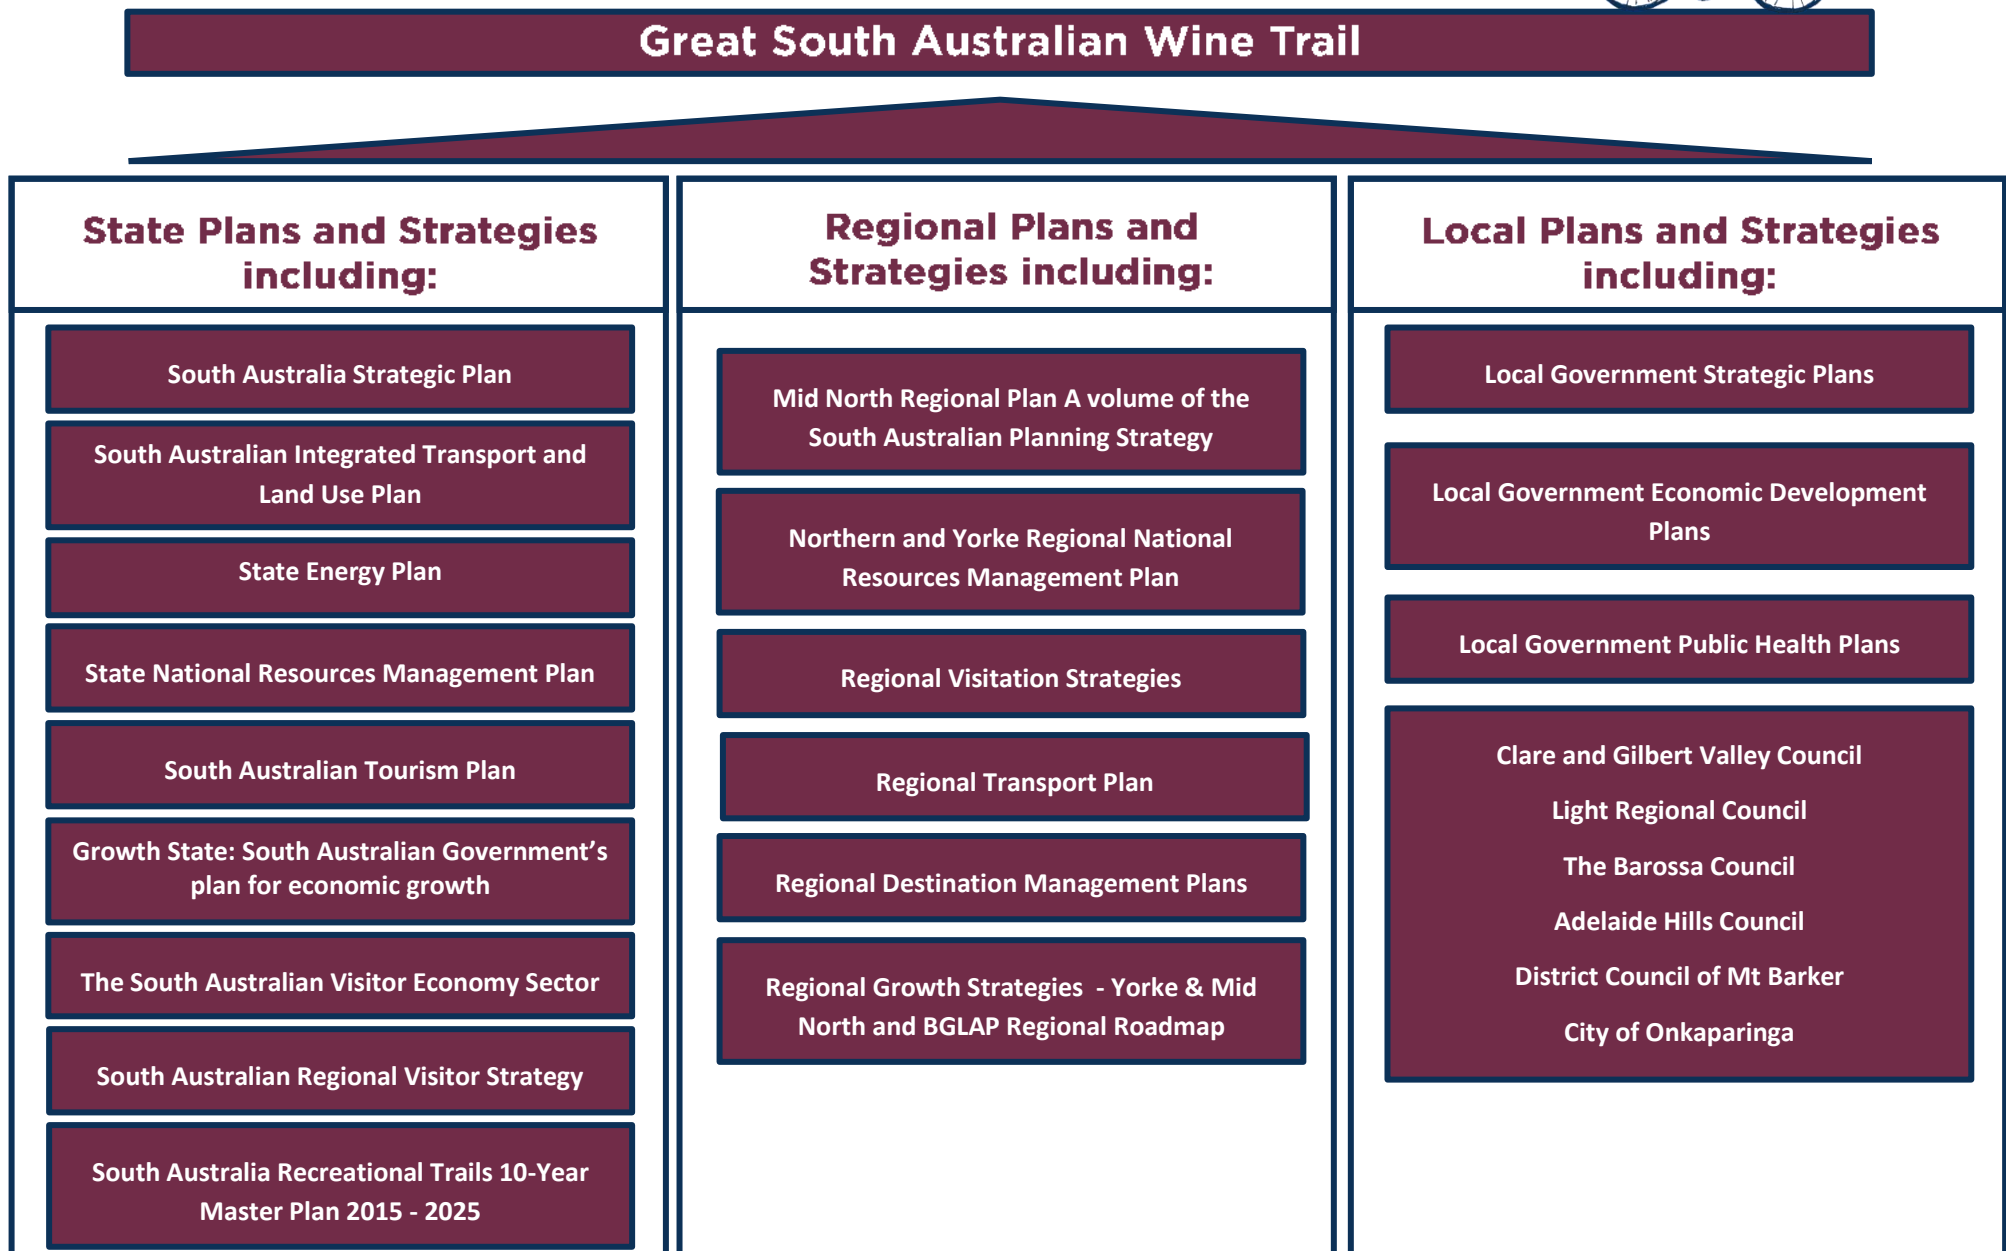 Great South Australian Wine Trail
State Plans and Strategies
including:
South Australia Strategic Plan
South Australian Integrated Transport and
Land Use Plan
State Energy Plan
State National Resources Management Plan
South Australian Tourism Plan
Growth State: South Australian Government’s
plan for economic growth
The South Australian Visitor Economy Sector
South Australian Regional Visitor Strategy
South Australia Recreational Trails 10-Year
Master Plan 2015 - 2025
Regional Plans and
Strategies including:
Mid North Regional Plan A volume of the
South Australian Planning Strategy
Northern and Yorke Regional National
Resources Management Plan
Regional Visitation Strategies
Regional Transport Plan
Regional Destination Management Plans
Regional Growth Strategies - Yorke & Mid
North and BGLAP Regional Roadmap
Local Plans and Strategies
including:
Local Government Strategic Plans
Local Government Economic Development
Plans
Local Government Public Health Plans
Clare and Gilbert Valley Council
Light Regional Council
The Barossa Council
Adelaide Hills Council
District Council of Mt Barker
City of Onkaparinga